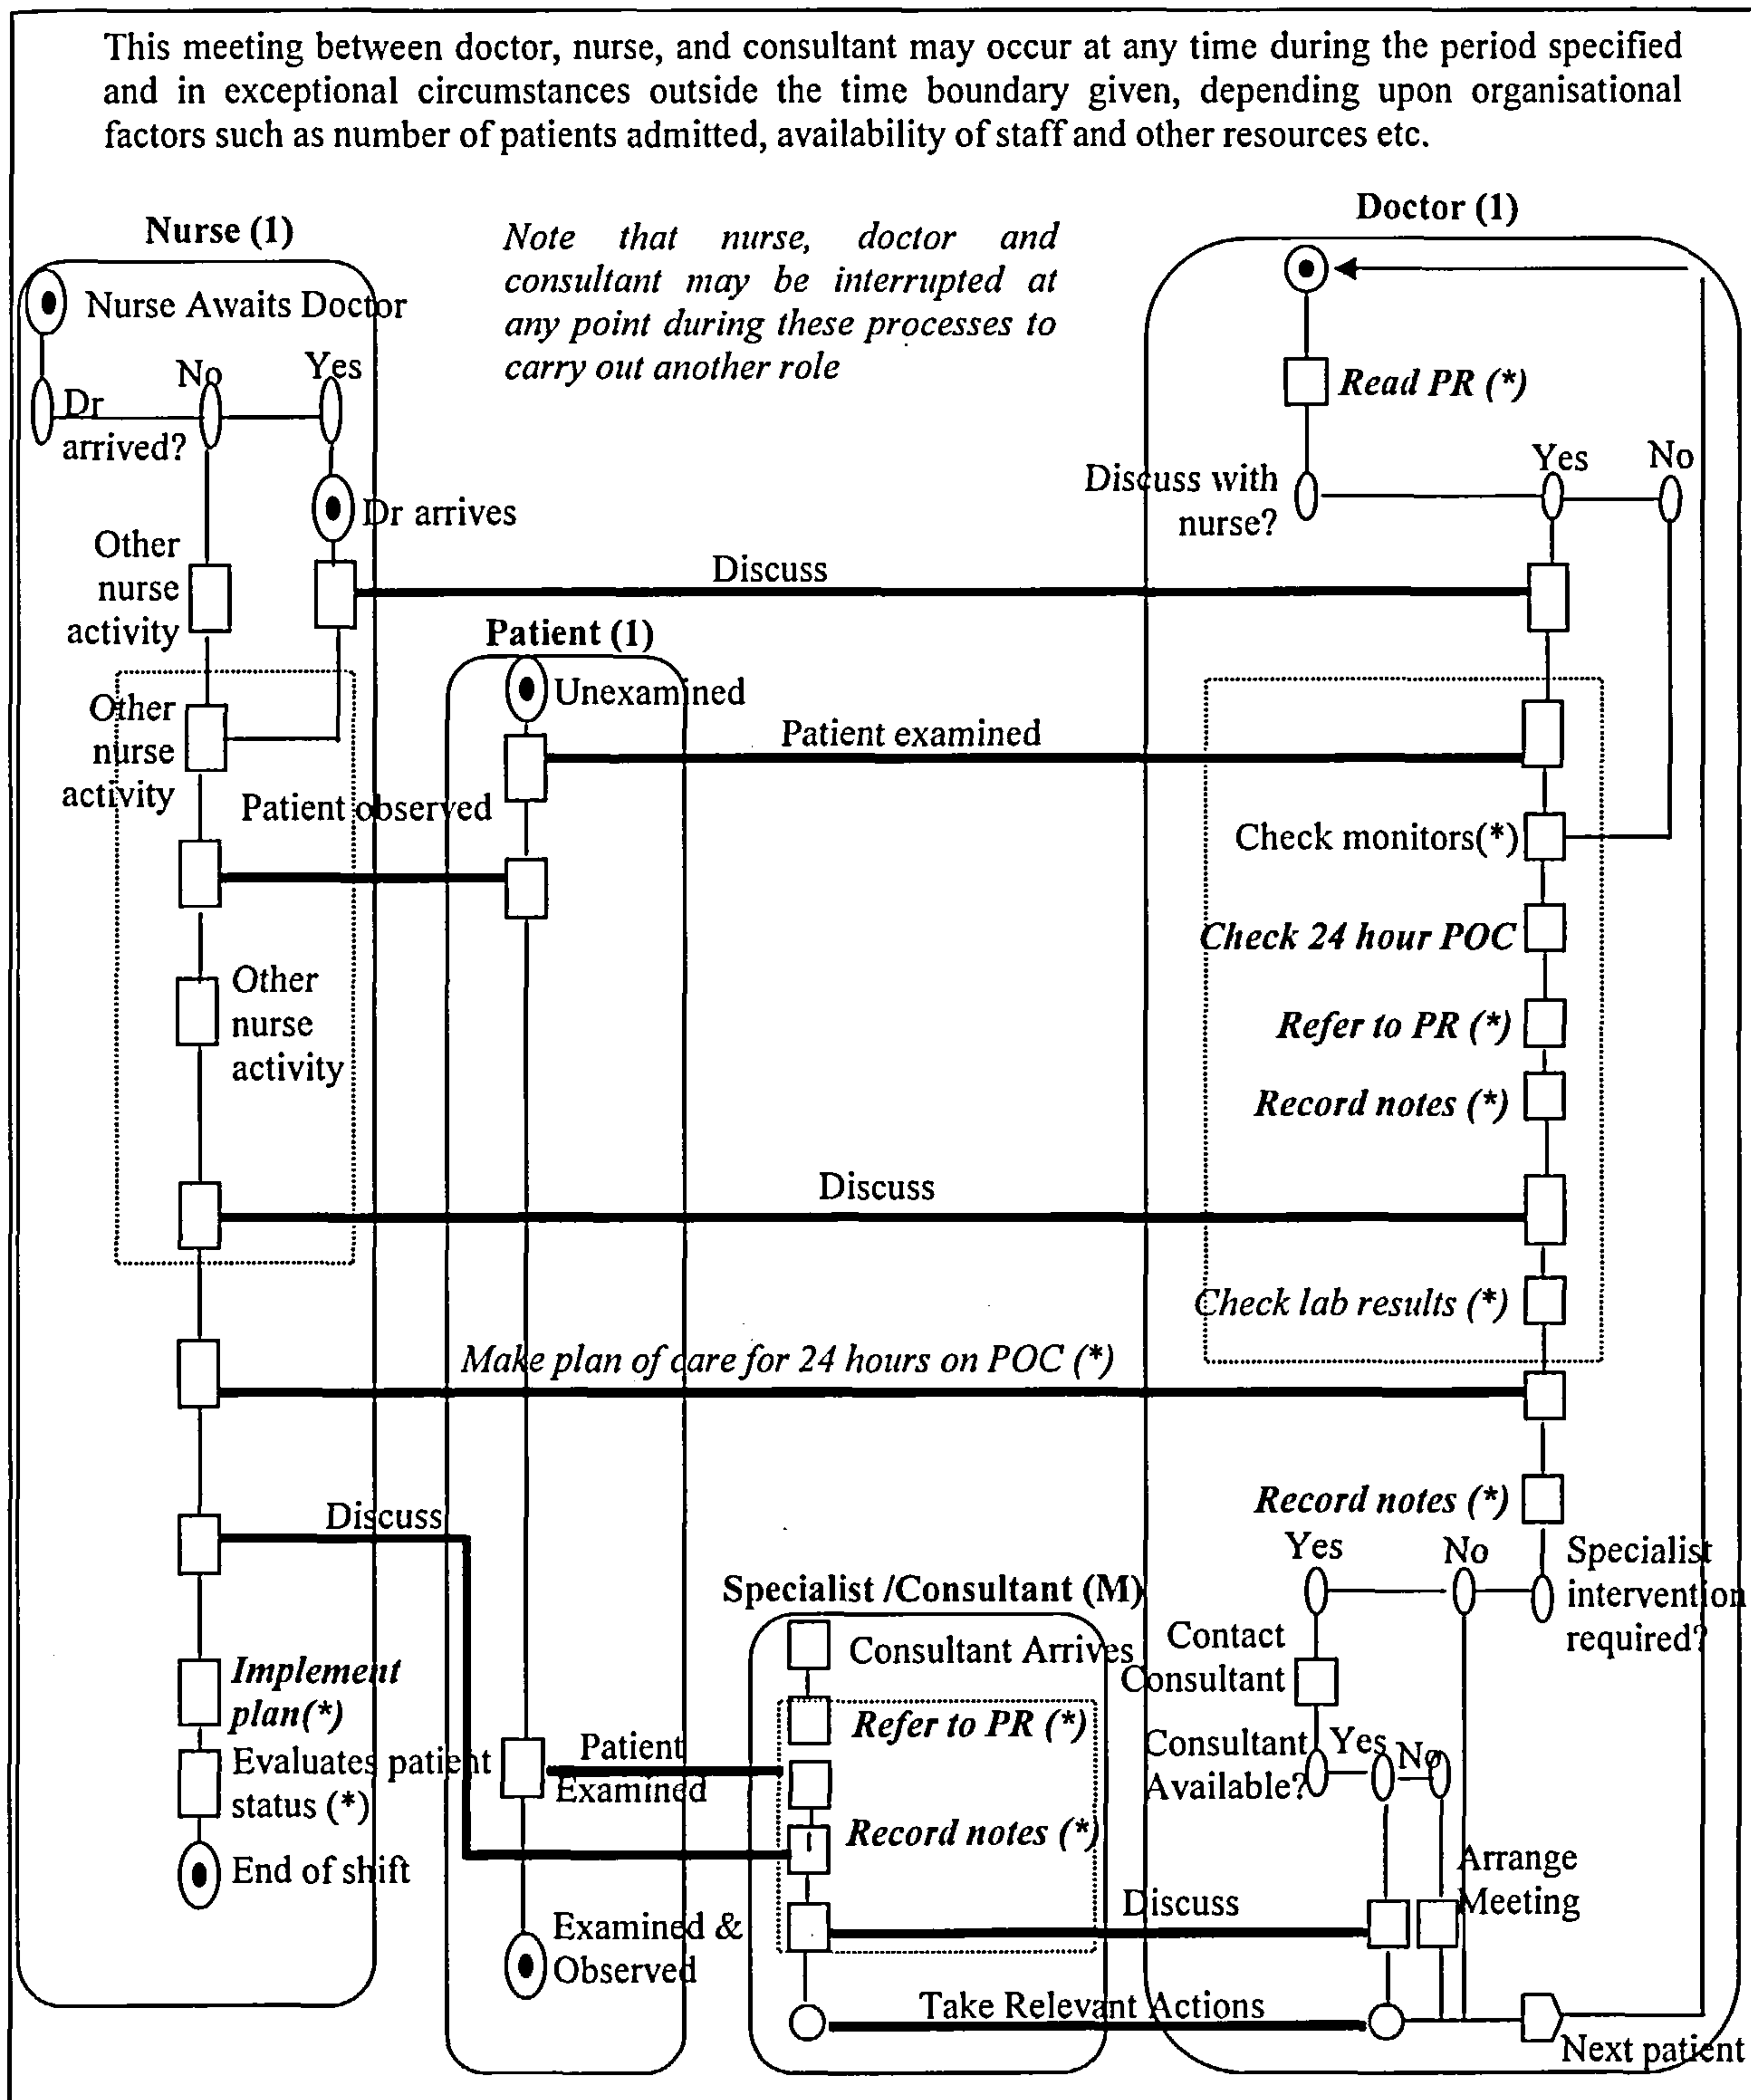 This meeting between doctor, nurse, and consultant may occur at any time during the period specified
and in exceptional circumstances outside the time boundary given, depending upon organisational
factors such as number of patients admitted, availability of staff and other resources etc.
Nurse (1)
Nurse Awaits Doctor
No
Yes
Dr
arrived?
Dr arrives
Other
nurse
activity
Other
nurse
activity
Patient observed
Other
nurse
activity
Note that nurse, doctor and
consultant may be interrupted at
any point during these processes to
carry out another role
Doctor (1)
Read PR (*)
Discuss with
nurse?
Yes
No
Discuss
Patient (1)
Unexamined
Patient examined
Check monitors(*)
Check 24 hour POC
Refer to PR (*)
Record notes (*)
Discuss
Check lab results (*)
Make plan of care for 24 hours on POC (*)
Record notes (*)
Discuss
Yes
No
Specialist
intervention
required?
Specialist /Consultant (M)
Consultant Arrives
Contact
Consultant
Implement
plan(*)
Evaluates patient
status (*)
End of shift
Patient
Examined
Refer to PR (*)
Record notes (*)
Consultant
Available?
Yes
No
Arrange
Meeting
Discuss
Examined &
Observed
Take Relevant Actions
Next patient